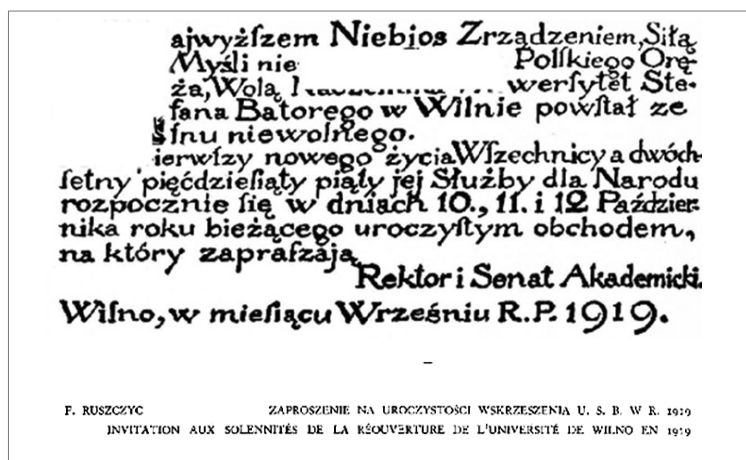 ajwyżſzem Niebios Zrządzeniem, Siłą
Myśli nie Polſkiego Orę-
ża, Wolą werſytet Ste-
fana Batorego w Wilnie powſtał ze
ſnu niewolnego.
ierwſzy nowego życia Wſzechnicy a dwóch-
ſetny pięćdzieſiąty piąty jej Służby dla Narodu
rozpocznie ſię w dniach 10., 11. i 12 Paździer-
nika roku bieżącego uroczyſtym obchodem,
na który zapraſzają
Rektor i Senat Akademicki.
Wilno, w mieſiącu Wrześniu R.P. 1919.
F. RUSZCZYC ZAPROSZENIE NA UROCZYSTOŚCI WSKRZESZENIA U. S. B. W R. 1919
INVITATION AUX SOLENNITÉS DE LA RÉOUVERTURE DE L'UNIVERSITÉ DE WILNO EN 1919